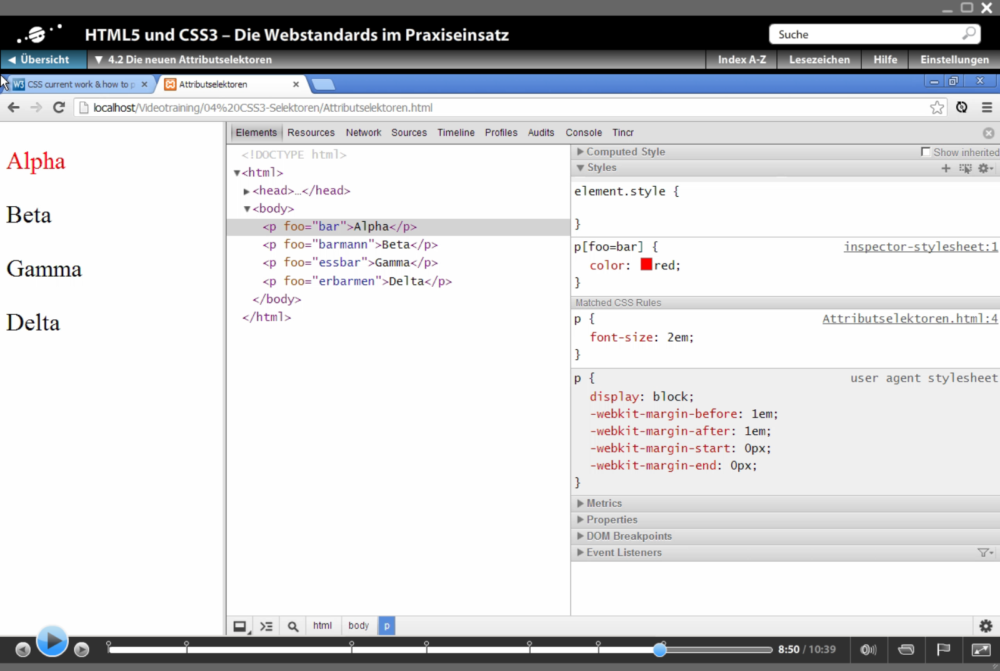 HTML5 und CSS3 – Die Webstandards im Praxiseinsatz
Suche
◀ Übersicht
▼ 4.2 Die neuen Attributselektoren
Index A-Z
Lesezeichen
Hilfe
Einstellungen
W3 CSS current work & how to p
Attributselektoren
localhost/Videotraining/04%20CSS3-Selektoren/Attributselektoren.html
Alpha
Beta
Gamma
Delta
Elements Resources Network Sources Timeline Profiles Audits Console Tincr
<!DOCTYPE html>
▼<html>
▶<head>…</head>
▼<body>
<p foo="bar">Alpha</p>
<p foo="barmann">Beta</p>
<p foo="essbar">Gamma</p>
<p foo="erbarmen">Delta</p>
</body>
</html>
▶ Computed Style
Show inherited
▼ Styles
element.style {
}
p[foo=bar] {
inspector-stylesheet:1
color: red;
}
Matched CSS Rules
p {
Attributselektoren.html:4
font-size: 2em;
}
p {
user agent stylesheet
display: block;
-webkit-margin-before: 1em;
-webkit-margin-after: 1em;
-webkit-margin-start: 0px;
-webkit-margin-end: 0px;
}
▶ Metrics
▶ Properties
▶ DOM Breakpoints
▶ Event Listeners
html body p
8:50 / 10:39